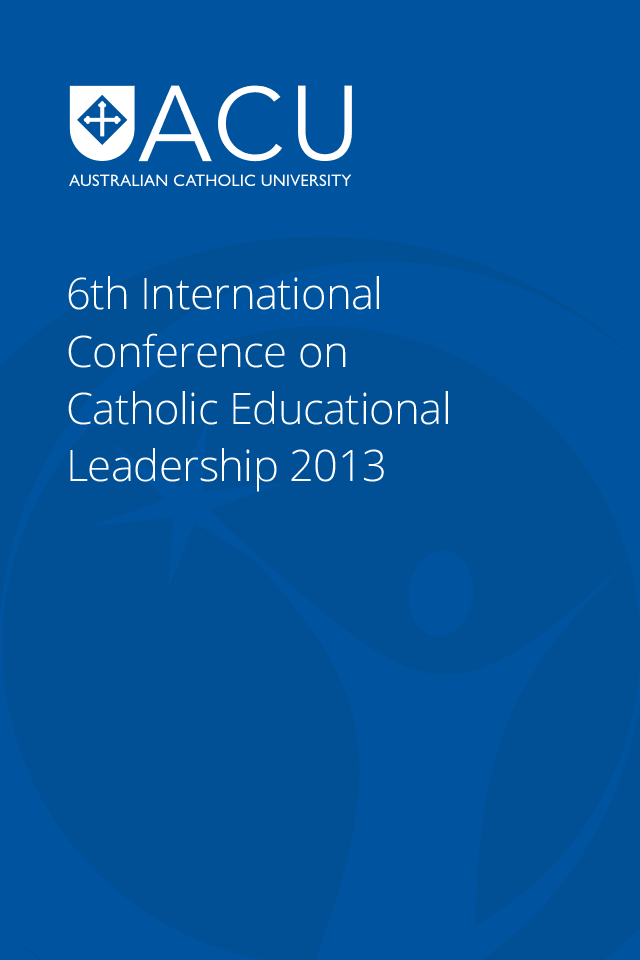 ACU
AUSTRALIAN CATHOLIC UNIVERSITY
6th International
Conference on
Catholic Educational
Leadership 2013